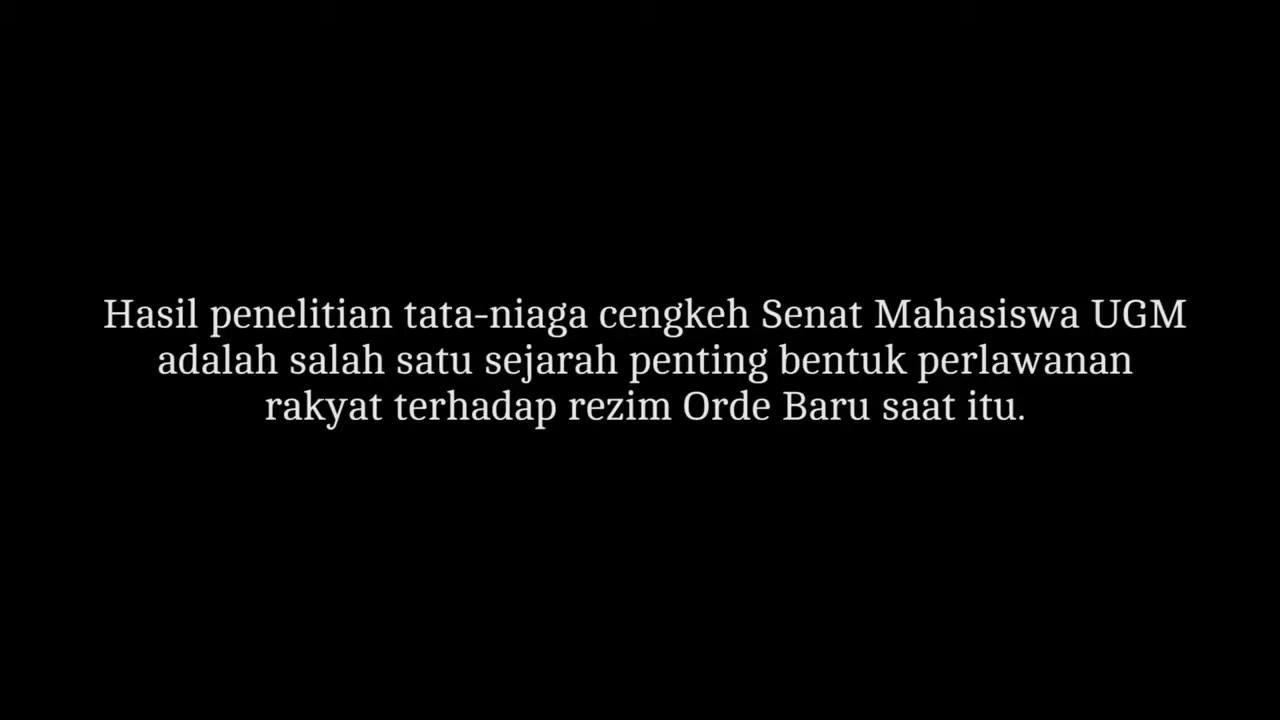 Hasil penelitian tata-niaga cengkeh Senat Mahasiswa UGM
adalah salah satu sejarah penting bentuk perlawanan
rakyat terhadap rezim Orde Baru saat itu.